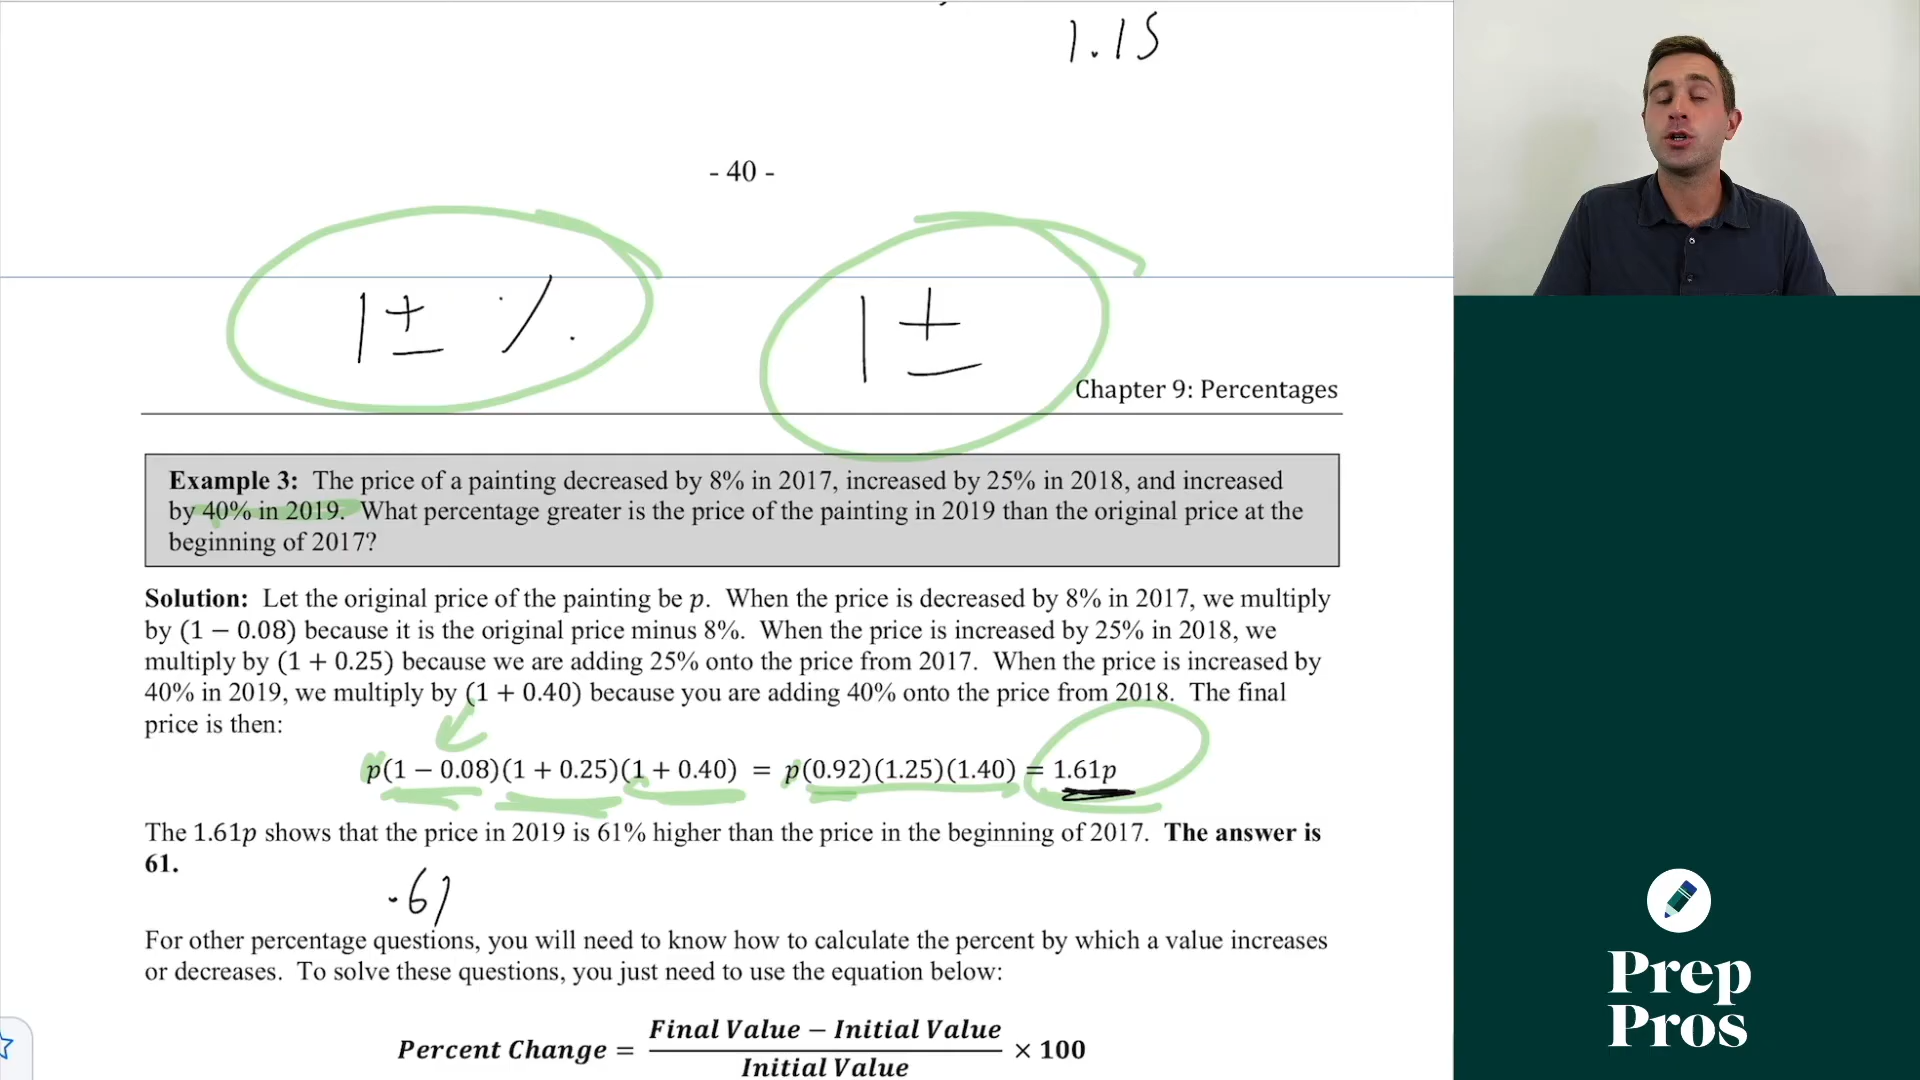 1.15
- 40 -
1 ± %
1 ±
Chapter 9: Percentages
Example 3: The price of a painting decreased by 8% in 2017, increased by 25% in 2018, and increased
by 40% in 2019. What percentage greater is the price of the painting in 2019 than the original price at the
beginning of 2017?
Solution: Let the original price of the painting be p. When the price is decreased by 8% in 2017, we multiply
by (1 − 0.08) because it is the original price minus 8%. When the price is increased by 25% in 2018, we
multiply by (1 + 0.25) because we are adding 25% onto the price from 2017. When the price is increased by
40% in 2019, we multiply by (1 + 0.40) because you are adding 40% onto the price from 2018. The final
price is then:
p(1 − 0.08)(1 + 0.25)(1 + 0.40) = p(0.92)(1.25)(1.40) = 1.61p
The 1.61p shows that the price in 2019 is 61% higher than the price in the beginning of 2017. The answer is
61.
.61
For other percentage questions, you will need to know how to calculate the percent by which a value increases
or decreases. To solve these questions, you just need to use the equation below:
Percent Change = Final Value − Initial Value / Initial Value × 100
Prep
Pros